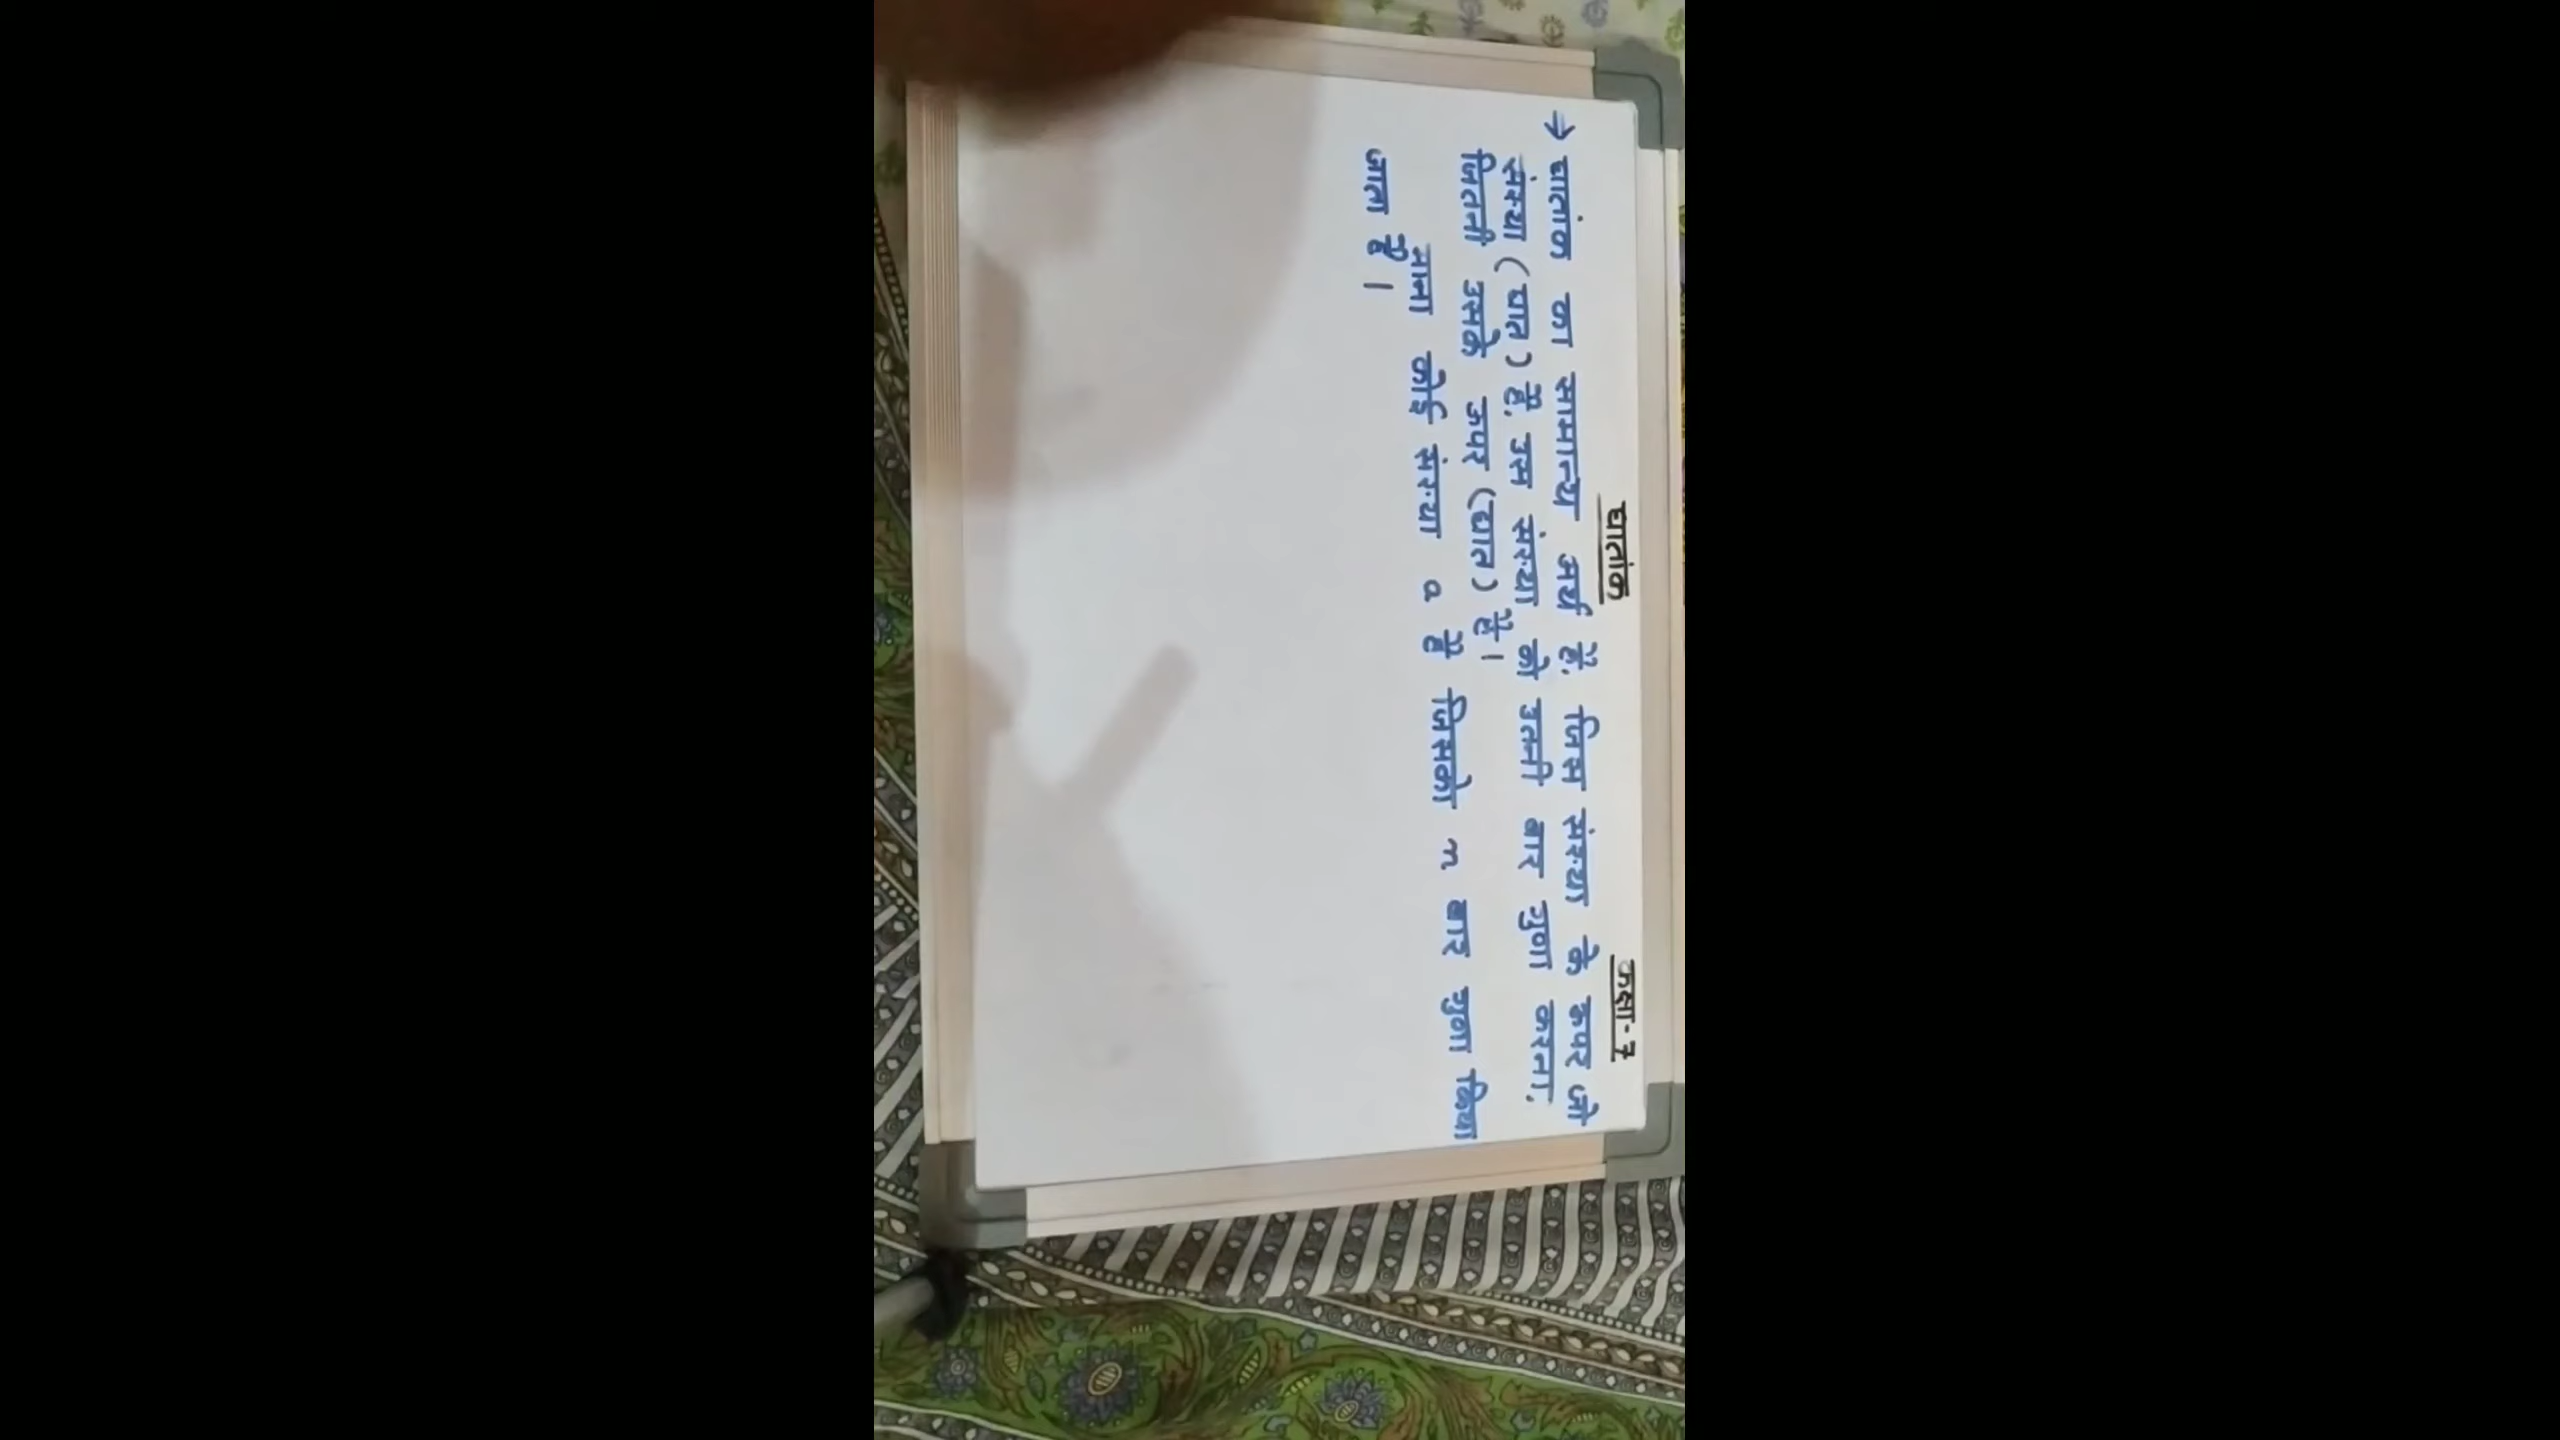 घातांक
कक्षा-7
→ घातांक का सामान्य अर्थ है. जिस संख्या के ऊपर जो
संख्या (घात) है. उस संख्या को उतनी बार गुणा करना.
जितनी उसके ऊपर (घात) है।
माना कोई संख्या a है जिसको n बार गुणा किया
जाता है।